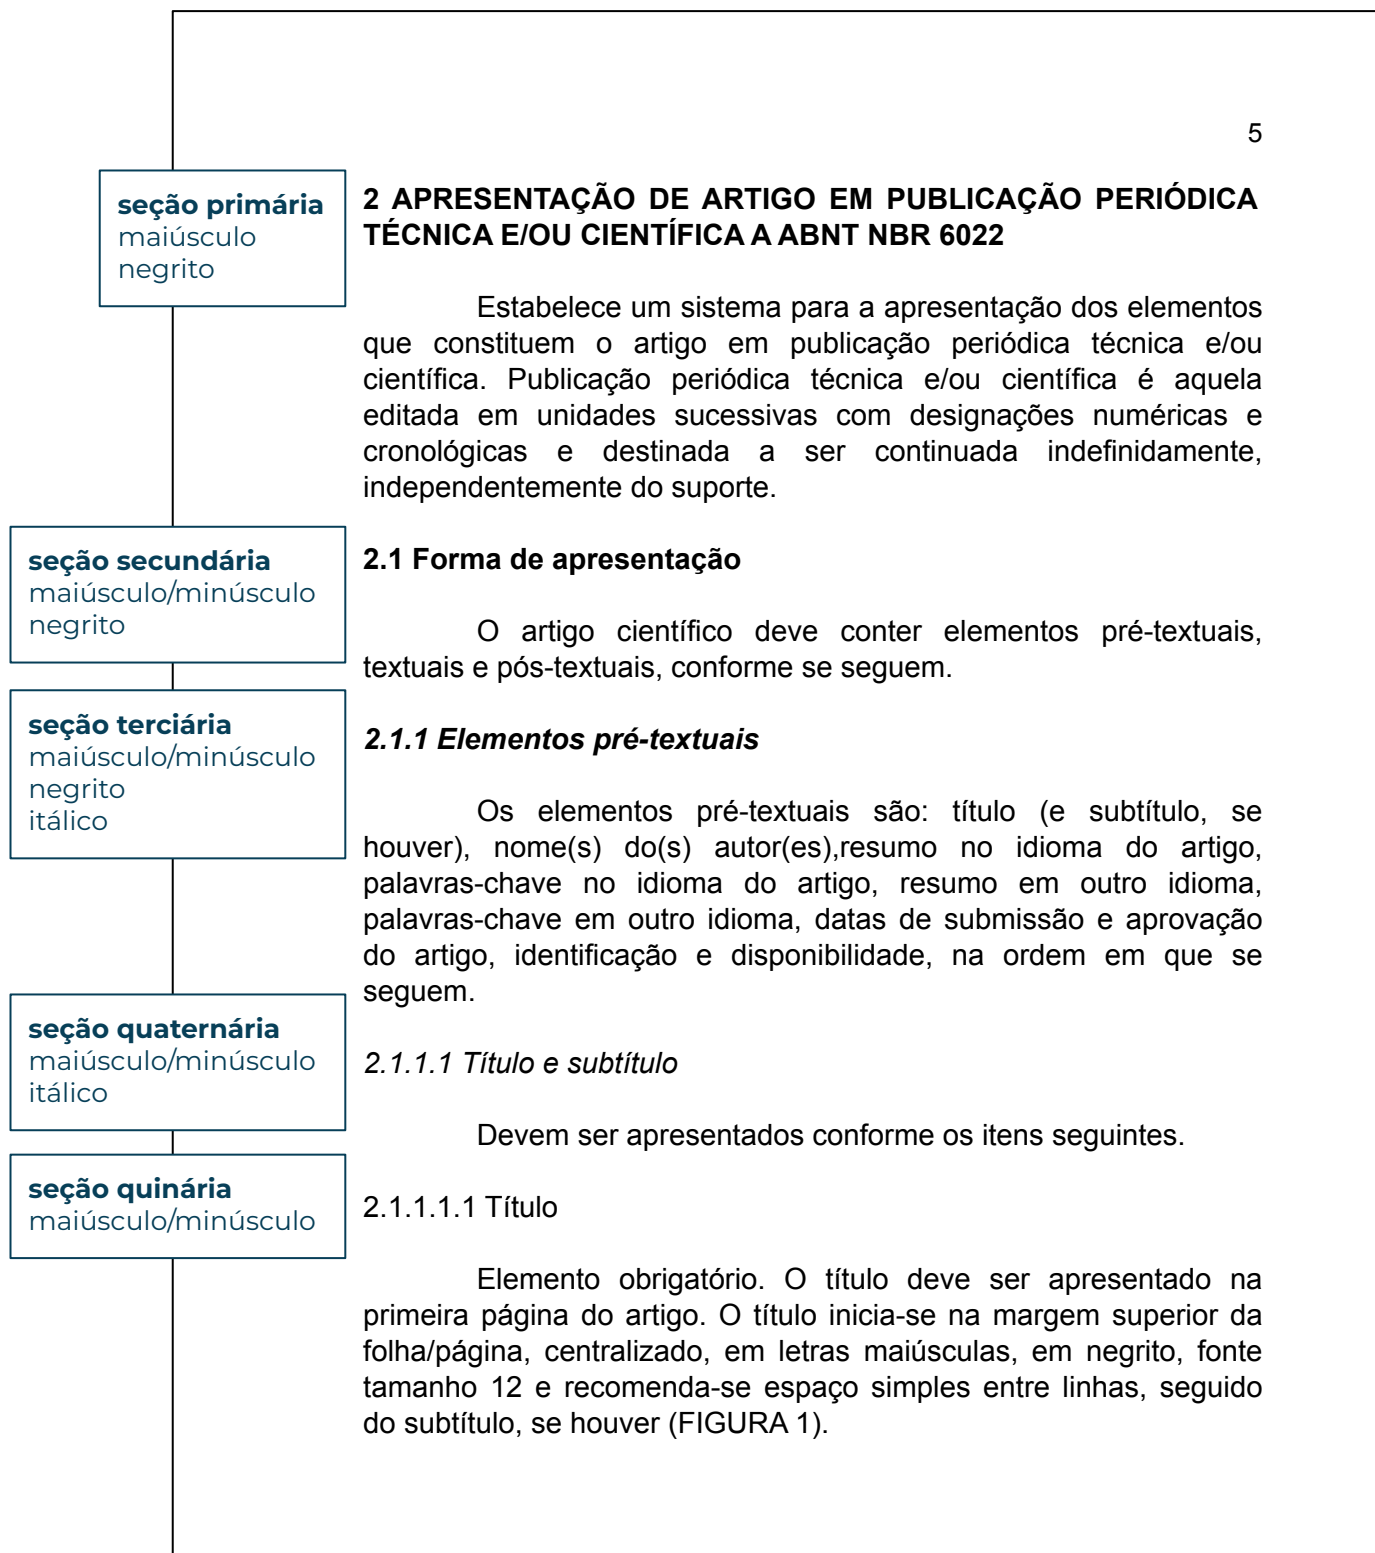 5
seção primária
maiúsculo
negrito
2 APRESENTAÇÃO DE ARTIGO EM PUBLICAÇÃO PERIÓDICA
TÉCNICA E/OU CIENTÍFICA A ABNT NBR 6022
Estabelece um sistema para a apresentação dos elementos
que constituem o artigo em publicação periódica técnica e/ou
científica. Publicação periódica técnica e/ou científica é aquela
editada em unidades sucessivas com designações numéricas e
cronológicas e destinada a ser continuada indefinidamente,
independentemente do suporte.
seção secundária
maiúsculo/minúsculo
negrito
2.1 Forma de apresentação
O artigo científico deve conter elementos pré-textuais,
textuais e pós-textuais, conforme se seguem.
seção terciária
maiúsculo/minúsculo
negrito
itálico
2.1.1 Elementos pré-textuais
Os elementos pré-textuais são: título (e subtítulo, se
houver), nome(s) do(s) autor(es),resumo no idioma do artigo,
palavras-chave no idioma do artigo, resumo em outro idioma,
palavras-chave em outro idioma, datas de submissão e aprovação
do artigo, identificação e disponibilidade, na ordem em que se
seguem.
seção quaternária
maiúsculo/minúsculo
itálico
2.1.1.1 Título e subtítulo
Devem ser apresentados conforme os itens seguintes.
seção quinária
maiúsculo/minúsculo
2.1.1.1.1 Título
Elemento obrigatório. O título deve ser apresentado na
primeira página do artigo. O título inicia-se na margem superior da
folha/página, centralizado, em letras maiúsculas, em negrito, fonte
tamanho 12 e recomenda-se espaço simples entre linhas, seguido
do subtítulo, se houver (FIGURA 1).